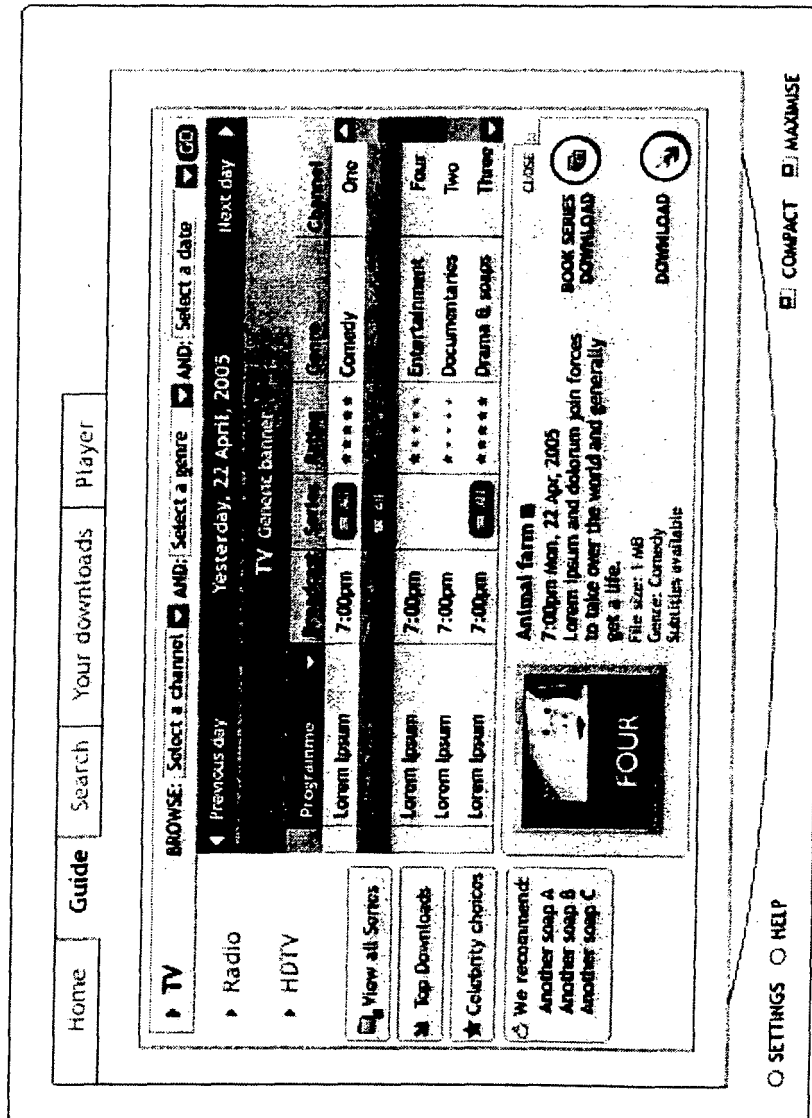 Home Guide Search Your downloads Player
TV
Radio
HDTV
View all Series
Top Downloads
Celebrity choices
We recommend:
Another soap A
Another soap B
Another soap C
BROWSE: Select a channel AND: Select a genre AND: Select a date GO
Previous day Yesterday, 22 April, 2005 Next day
TV Generic banner
Programme Broadcast Series Rating Genre Channel
Lorem Ipsum 7:00pm All Comedy One
All
Lorem Ipsum 7:00pm Entertainment Four
Lorem Ipsum 7:00pm Documentaries Two
Lorem Ipsum 7:00pm All Drama & soaps Three
CLOSE
FOUR
Animal farm
7:00pm Mon, 22 Apr, 2005
Lorem Ipsum and dolorum join forces
to take over the world and generally
get a life.
File size: 1 MB
Genre: Comedy
Subtitles available
BOOK SERIES
DOWNLOAD
DOWNLOAD
SETTINGS HELP COMPACT MAXIMISE